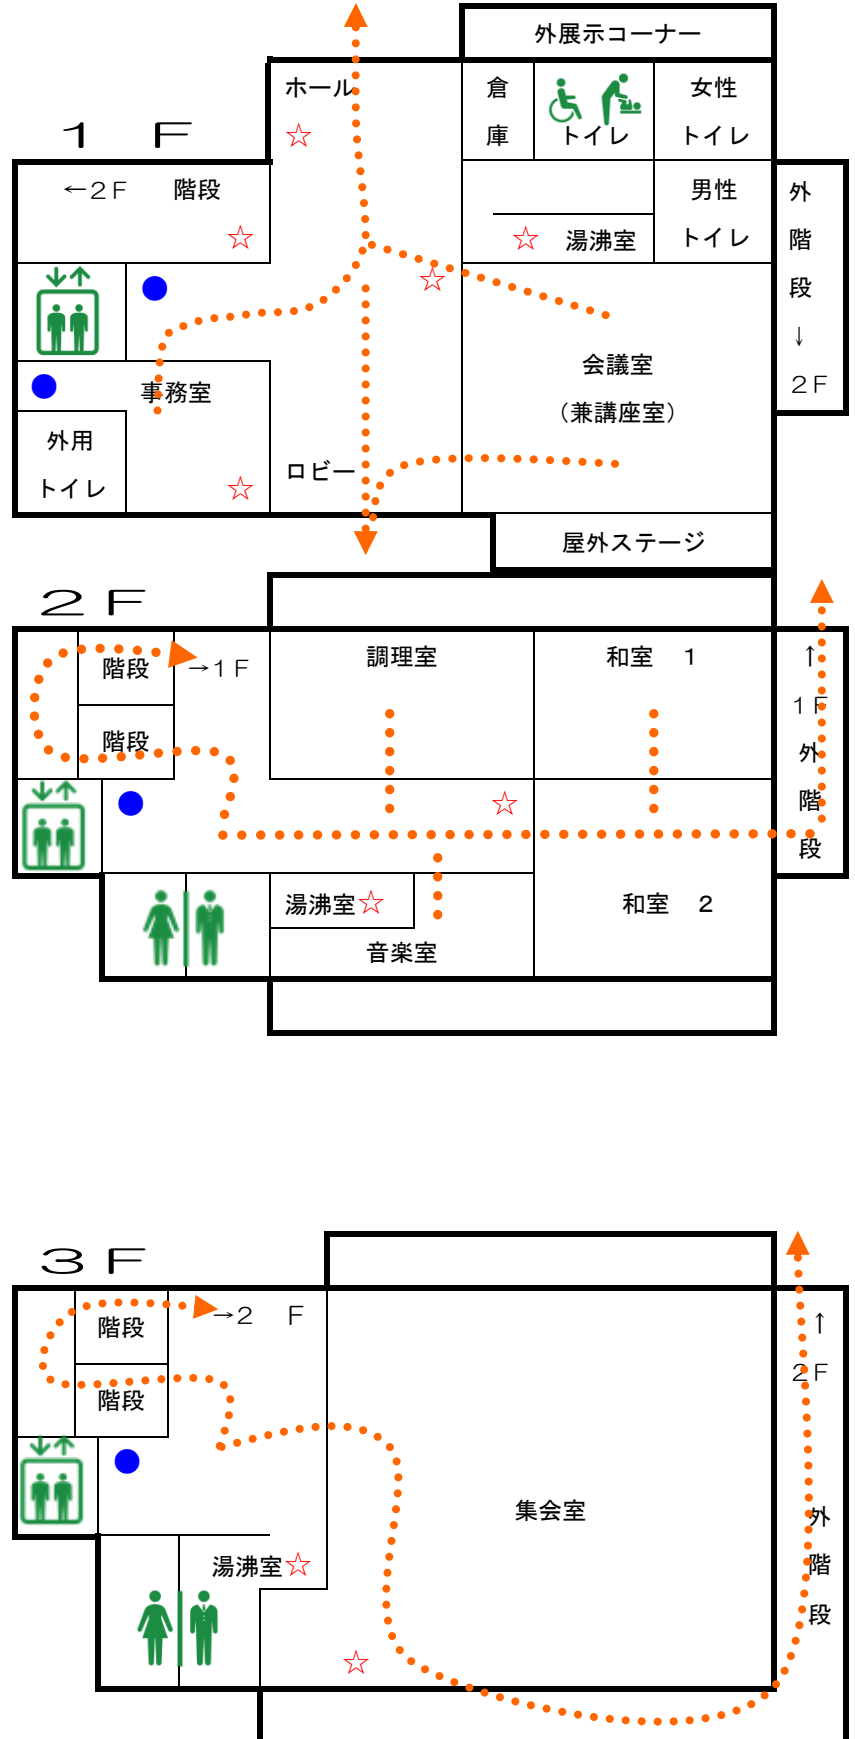 外展示コーナー
ホール
倉庫
トイレ
女性
トイレ
１　Ｆ
←２Ｆ　階段
男性
トイレ
湯沸室
外階段↓２Ｆ
会議室
（兼講座室）
事務室
外用
トイレ
ロビー
屋外ステージ
２Ｆ
階段
→１Ｆ
調理室
和室　１
↑１Ｆ外階段
階段
湯沸室
和室　２
音楽室
３Ｆ
階段
→２　Ｆ
↑２Ｆ　外階段
階段
集会室
湯沸室